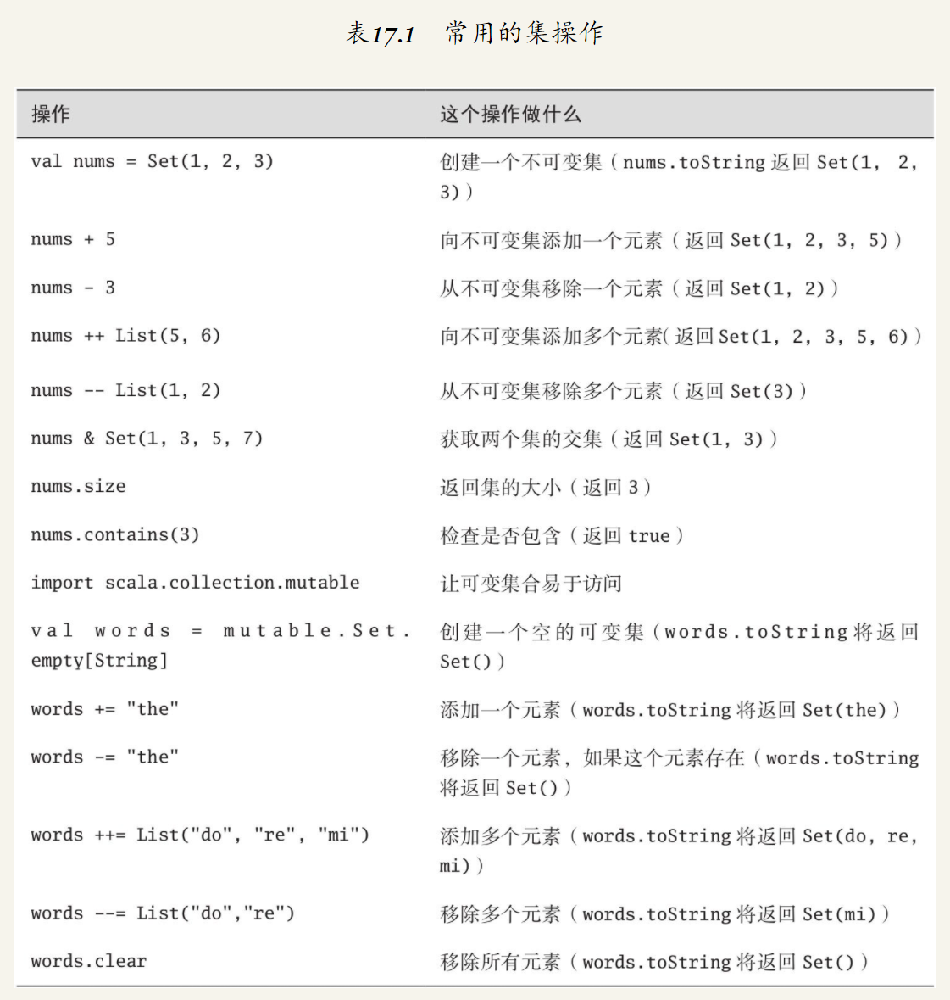 表17.1 常用的集操作
操作 这个操作做什么
val nums = Set(1, 2, 3) 创建一个不可变集（nums.toString 返回 Set(1, 2,
3)）
nums + 5 向不可变集添加一个元素（返回 Set(1, 2, 3, 5)）
nums - 3 从不可变集移除一个元素（返回 Set(1, 2)）
nums ++ List(5, 6) 向不可变集添加多个元素（返回 Set(1, 2, 3, 5, 6)）
nums -- List(1, 2) 从不可变集移除多个元素（返回 Set(3)）
nums & Set(1, 3, 5, 7) 获取两个集的交集（返回 Set(1, 3)）
nums.size 返回集的大小（返回 3）
nums.contains(3) 检查是否包含（返回 true）
import scala.collection.mutable 让可变集合易于访问
val words = mutable.Set. 创建一个空的可变集（words.toString 将返回
empty[String] Set()）
words += "the" 添加一个元素（words.toString 将返回 Set(the)）
words -= "the" 移除一个元素，如果这个元素存在（words.toString
将返回 Set()）
words ++= List("do", "re", "mi") 添加多个元素（words.toString 将返回 Set(do, re,
mi)）
words --= List("do","re") 移除多个元素（words.toString 将返回 Set(mi)）
words.clear 移除所有元素（words.toString 将返回 Set()）